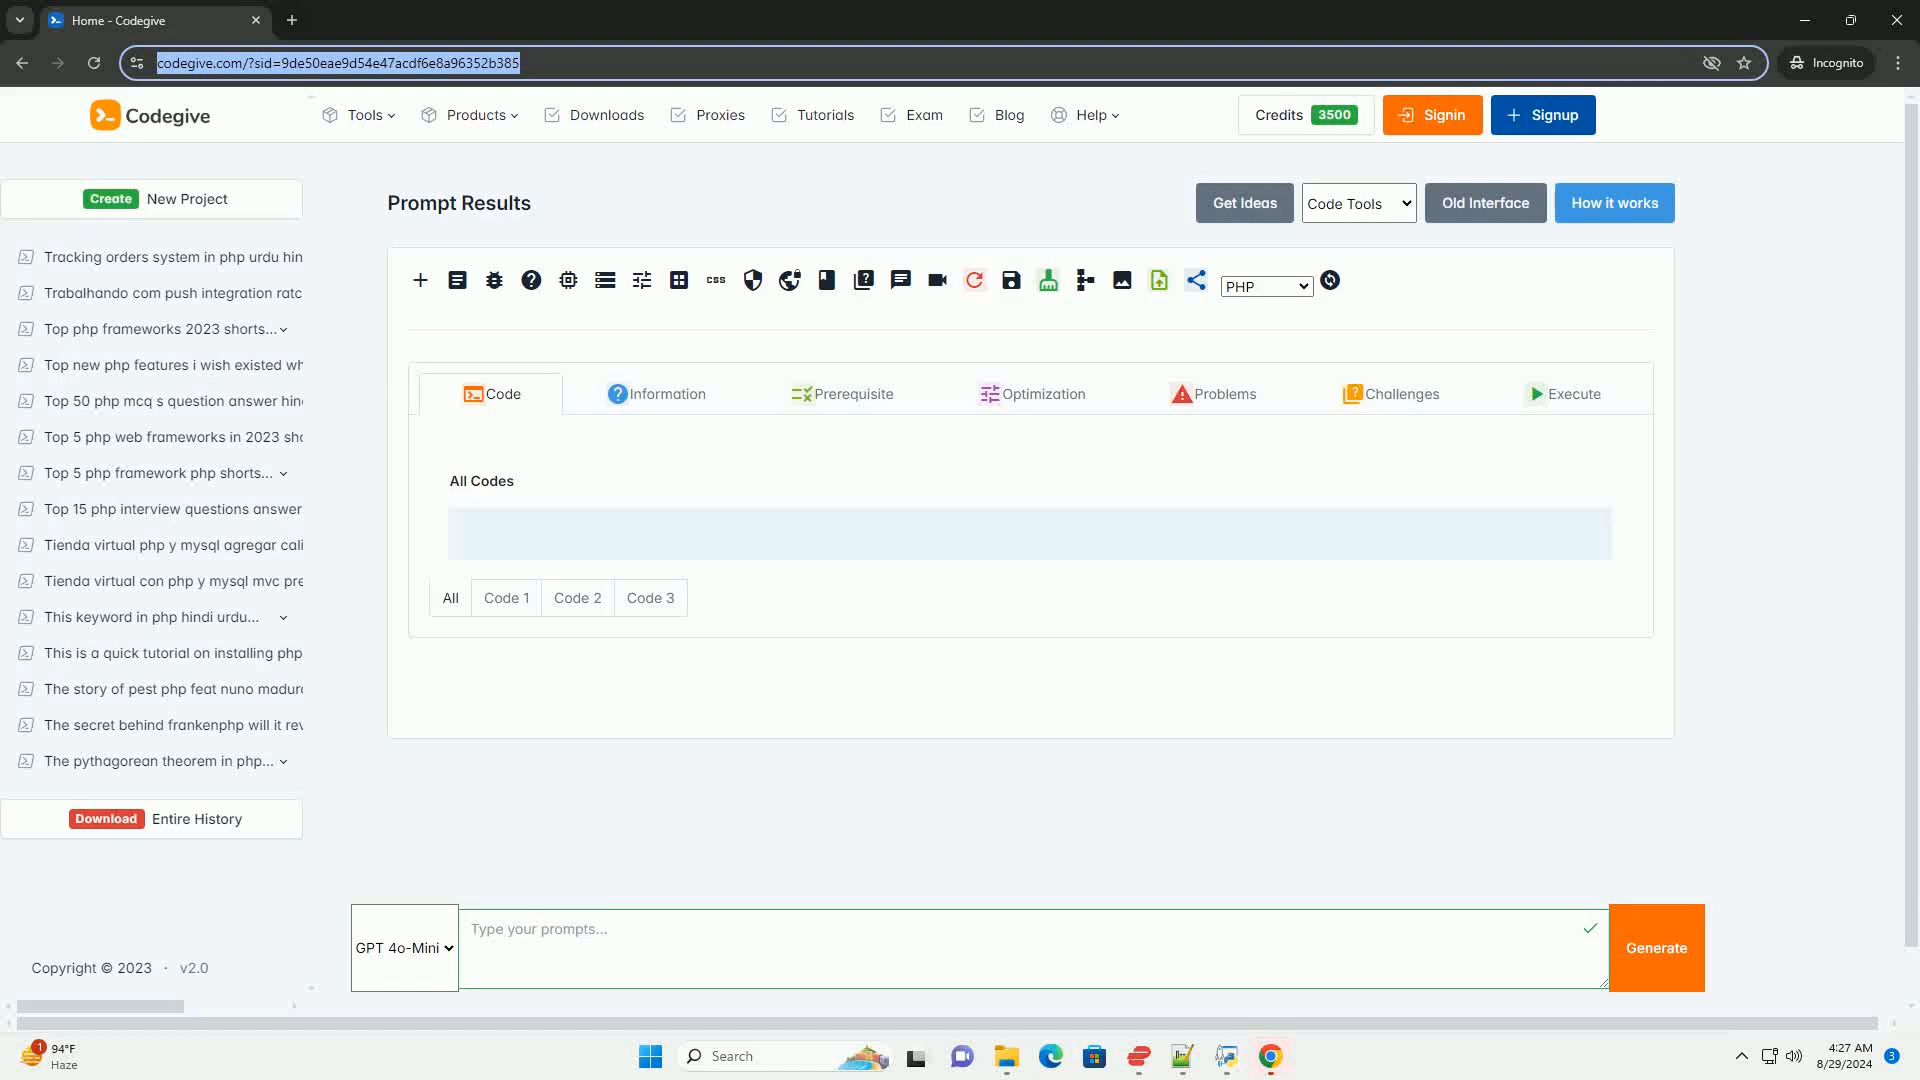 Home - Codegive
codegive.com/?sid=9de50eae9d54e47acdf6e8a96352b385
Incognito
Codegive
Tools
Products
Downloads
Proxies
Tutorials
Exam
Blog
Help
Credits 3500
Signin
Signup
Create New Project
Tracking orders system in php urdu hin
Trabalhando com push integration ratc
Top php frameworks 2023 shorts...
Top new php features i wish existed wh
Top 50 php mcq s question answer hin
Top 5 php web frameworks in 2023 sho
Top 5 php framework php shorts...
Top 15 php interview questions answer
Tienda virtual php y mysql agregar cali
Tienda virtual con php y mysql mvc pre
This keyword in php hindi urdu...
This is a quick tutorial on installing php
The story of pest php feat nuno madura
The secret behind frankenphp will it rev
The pythagorean theorem in php...
Download Entire History
Copyright © 2023 · v2.0
Prompt Results
Get Ideas
Code Tools
Old Interface
How it works
css
PHP
Code
Information
Prerequisite
Optimization
Problems
Challenges
Execute
All Codes
All
Code 1
Code 2
Code 3
GPT 4o-Mini
Type your prompts...
Generate
1
94°F
Haze
Search
4:27 AM
8/29/2024
3